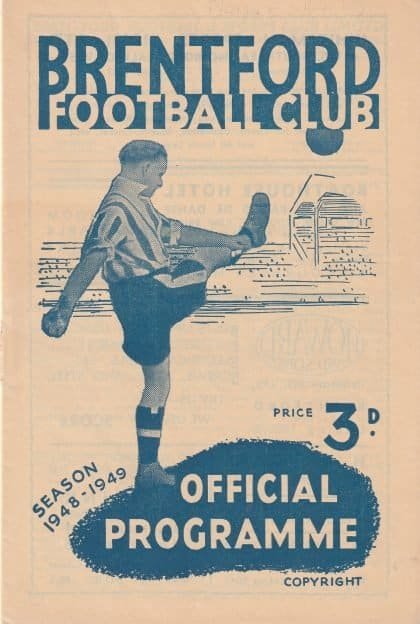 BRENTFORD
FOOTBALL CLUB
PRICE 3D.
SEASON
1948-1949
OFFICIAL
PROGRAMME
COPYRIGHT